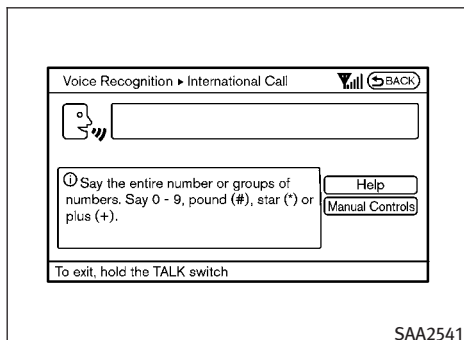 Voice Recognition ▸ International Call BACK
Say the entire number or groups of
numbers. Say 0 - 9, pound (#), star (*) or
plus (+).
Help
Manual Controls
To exit, hold the TALK switch
SAA2541